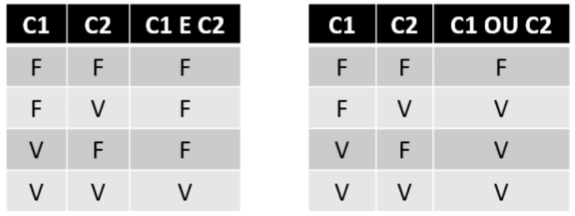 C1 C2 C1 E C2
F F F
F V F
V F F
V V V
C1 C2 C1 OU C2
F F F
F V V
V F V
V V V